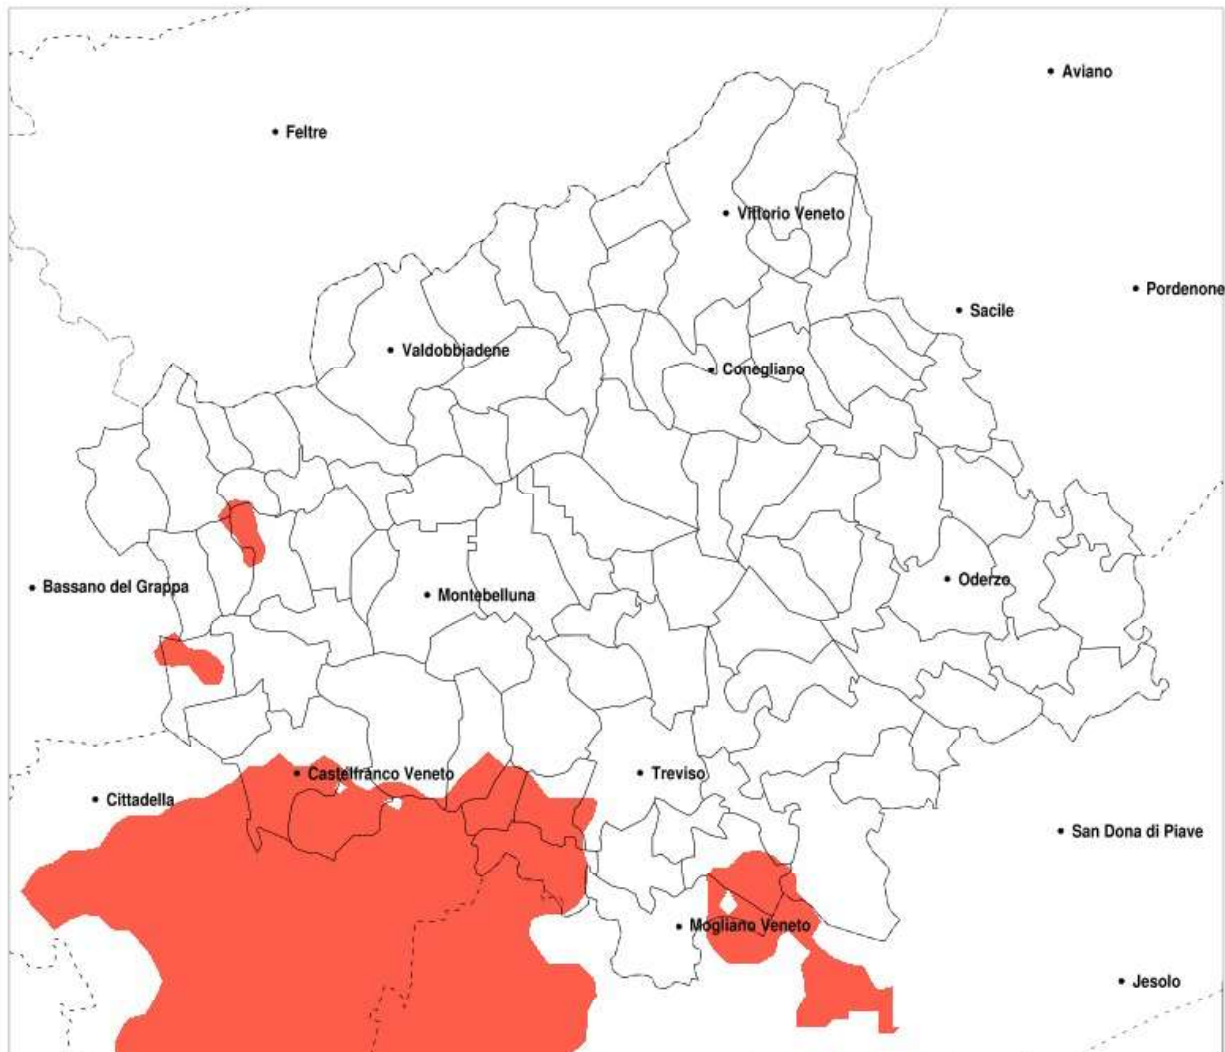 Aviano
Feltre
Vittorio Veneto
Pordenone
Sacile
Valdobbiadene
Conegliano
Oderzo
Bassano del Grappa
Montebelluna
Castelfranco Veneto
Treviso
Cittadella
San Dona di Piave
Mogliano Veneto
Jesolo